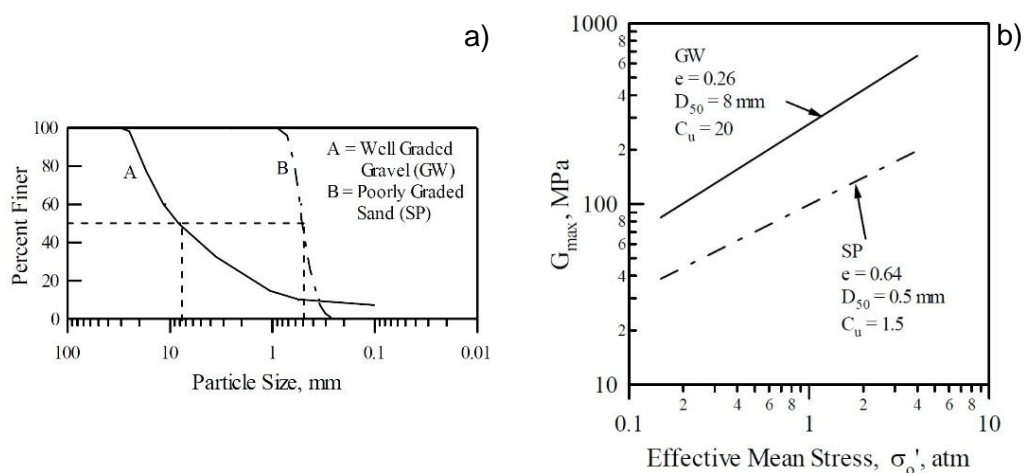 a)
100
80
60
40
20
0
Percent Finer
A
B
A = Well Graded
Gravel (GW)
B = Poorly Graded
Sand (SP)
100
10
1
0.1
0.01
Particle Size, mm
b)
1000
8
6
4
2
100
8
6
4
2
10
G_max, MPa
GW
e = 0.26
D_50 = 8 mm
C_u = 20
SP
e = 0.64
D_50 = 0.5 mm
C_u = 1.5
0.1
2
4
6
8
1
2
4
6
8
10
Effective Mean Stress, σ_o', atm